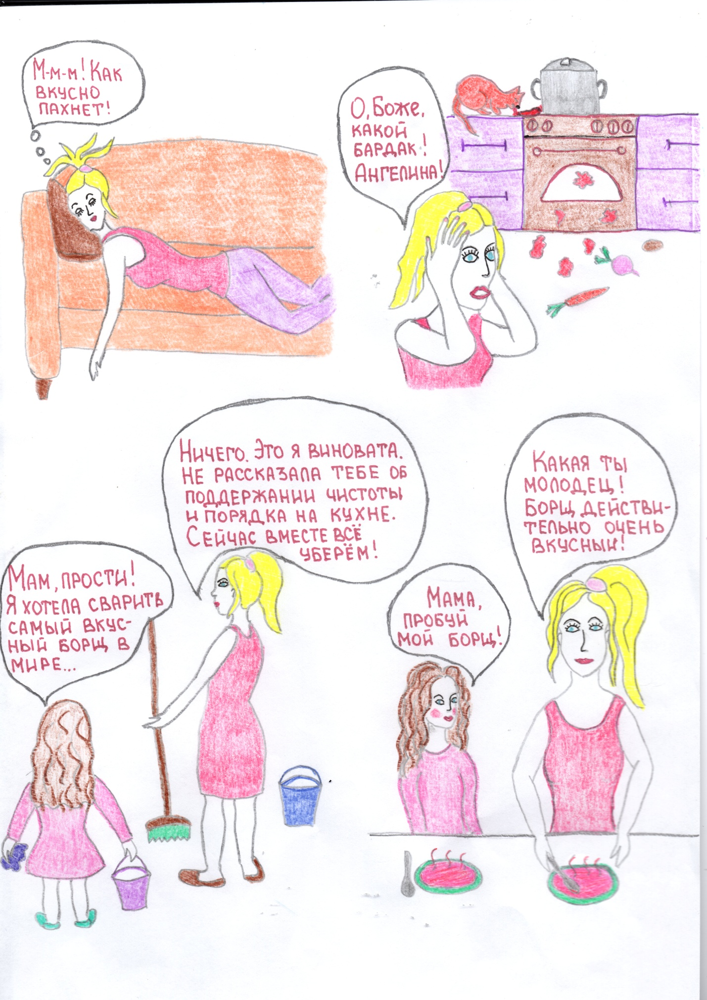 М-м-м! Как
вкусно
пахнет!
О, Боже,
какой
бардак!
Ангелина!
Мам, прости!
Я хотела сварить
самый вкус-
ный борщ в
мире...
Ничего. Это я виновата.
Не рассказала тебе об
поддержании чистоты
и порядка на кухне.
Сейчас вместе всё
уберём!
Мама,
пробуй
мой борщ!
Какая ты
молодец!
Борщ действи-
тельно очень
вкусный!